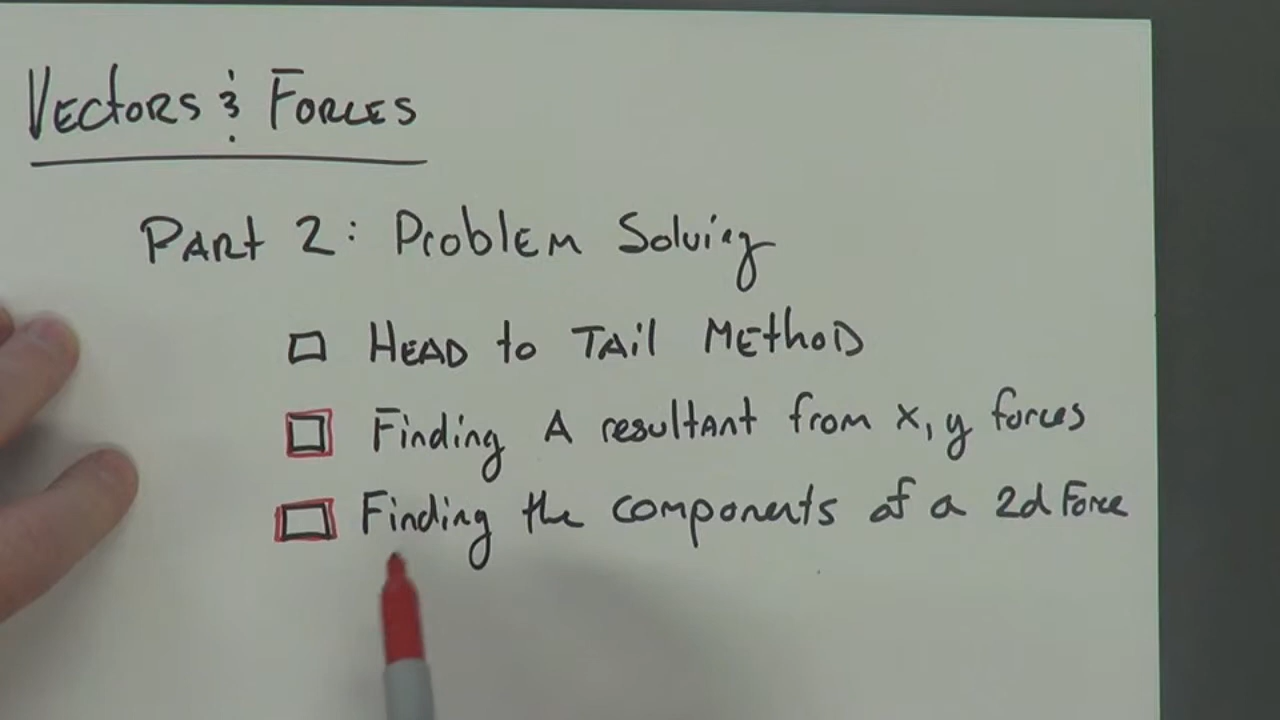 Vectors & Forces
Part 2: Problem Solving
Head to Tail Method
Finding A resultant from x, y forces
Finding the components of a 2d Force